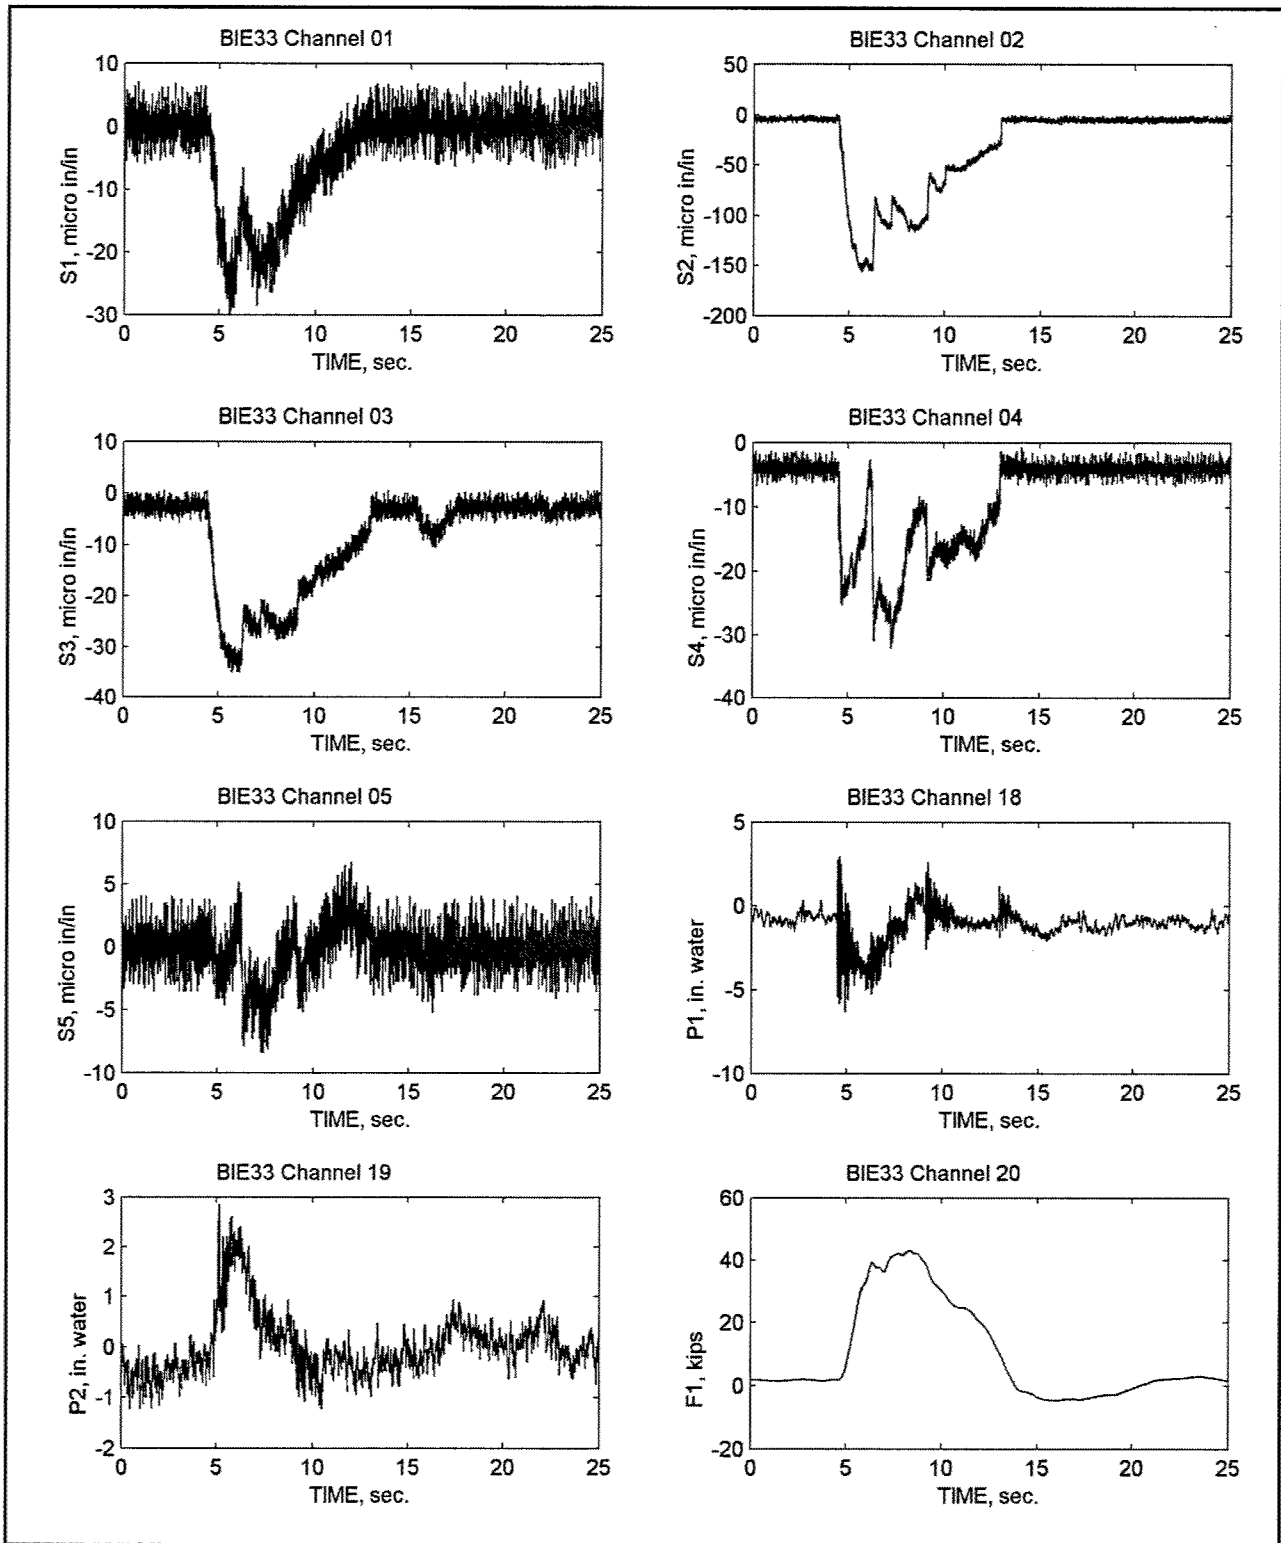 BIE33 Channel 01
10
0
-10
-20
-30
S1, micro in/in
0 5 10 15 20 25
TIME, sec.
BIE33 Channel 02
50
0
-50
-100
-150
-200
S2, micro in/in
0 5 10 15 20 25
TIME, sec.
BIE33 Channel 03
10
0
-10
-20
-30
-40
S3, micro in/in
0 5 10 15 20 25
TIME, sec.
BIE33 Channel 04
0
-10
-20
-30
-40
S4, micro in/in
0 5 10 15 20 25
TIME, sec.
BIE33 Channel 05
10
5
0
-5
-10
S5, micro in/in
0 5 10 15 20 25
TIME, sec.
BIE33 Channel 18
5
0
-5
-10
P1, in. water
0 5 10 15 20 25
TIME, sec.
BIE33 Channel 19
3
2
1
0
-1
-2
P2, in. water
0 5 10 15 20 25
TIME, sec.
BIE33 Channel 20
60
40
20
0
-20
F1, kips
0 5 10 15 20 25
TIME, sec.